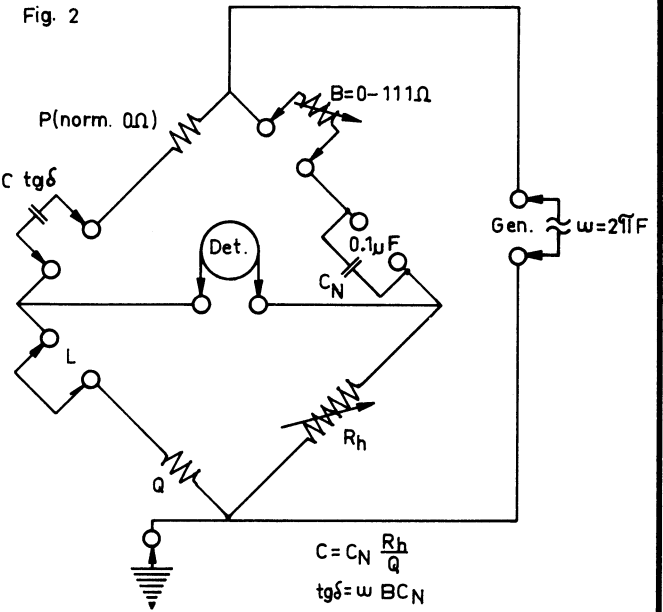 Fig. 2
B=0-111Ω
P(norm. 0Ω)
C tgδ
Det.
0.1μF
C_N
Gen.
ω=2πF
L
R_h
Q
C = C_N R_h/Q
tgδ = ω BC_N